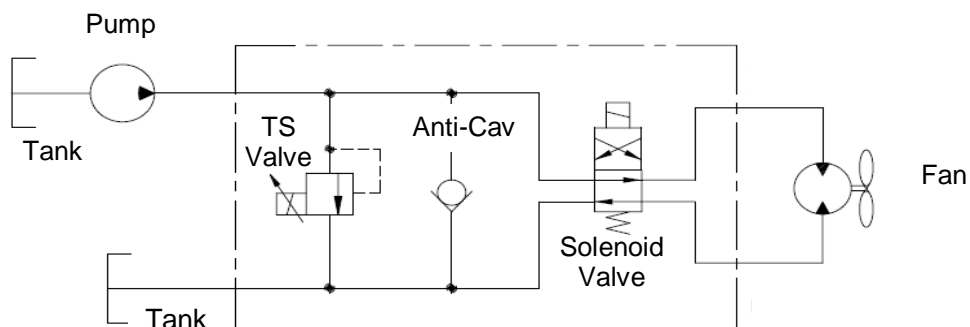 Pump
Tank
TS
Valve
Anti-Cav
Fan
Solenoid
Valve
Tank